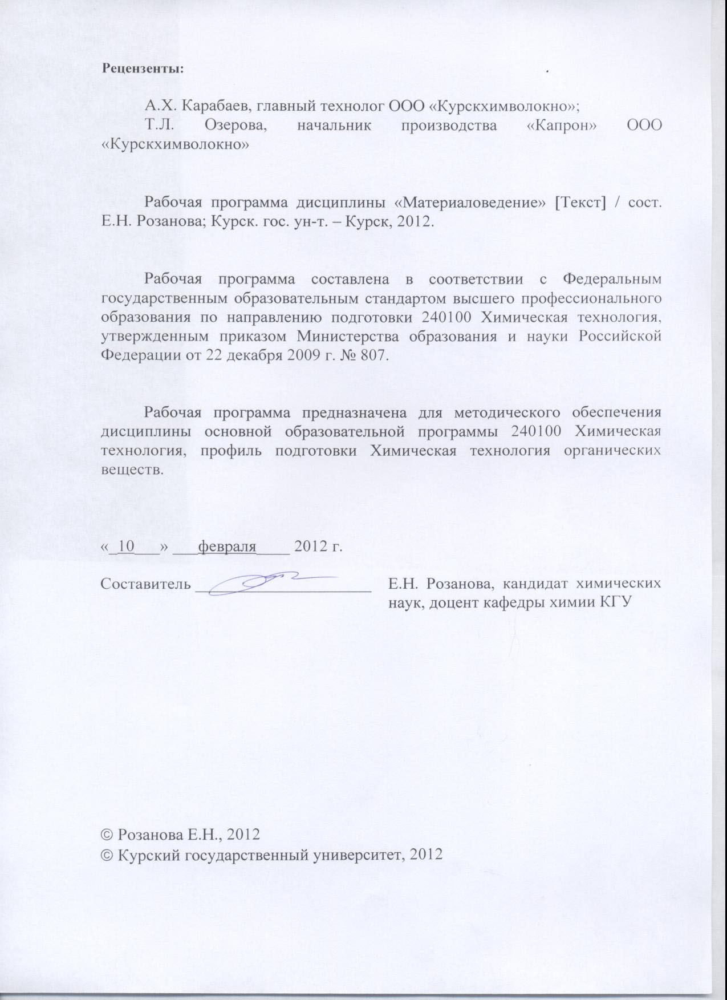 Рецензенты:
А.Х. Карабаев, главный технолог ООО «Курскхимволокно»;
Т.Л. Озерова, начальник производства «Капрон» ООО
«Курскхимволокно»
Рабочая программа дисциплины «Материаловедение» [Текст] / сост.
Е.Н. Розанова; Курск. гос. ун-т. – Курск, 2012.
Рабочая программа составлена в соответствии с Федеральным
государственным образовательным стандартом высшего профессионального
образования по направлению подготовки 240100 Химическая технология,
утвержденным приказом Министерства образования и науки Российской
Федерации от 22 декабря 2009 г. № 807.
Рабочая программа предназначена для методического обеспечения
дисциплины основной образовательной программы 240100 Химическая
технология, профиль подготовки Химическая технология органических
веществ.
«_10___» ___февраля____ 2012 г.
Составитель _____________________ Е.Н. Розанова, кандидат химических
наук, доцент кафедры химии КГУ
© Розанова Е.Н., 2012
© Курский государственный университет, 2012